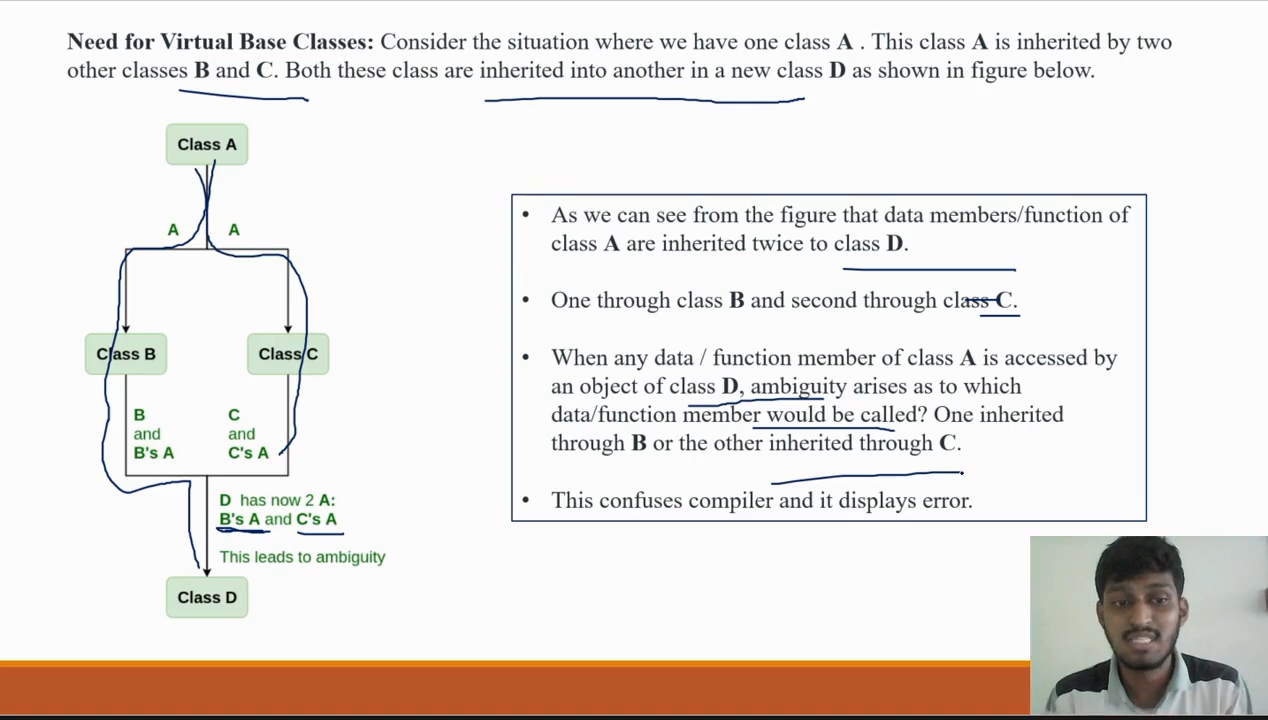 Need for Virtual Base Classes: Consider the situation where we have one class A . This class A is inherited by two
other classes B and C. Both these class are inherited into another in a new class D as shown in figure below.
Class A
A
A
Class B
Class C
B
and
B's A
C
and
C's A
D has now 2 A:
B's A and C's A
This leads to ambiguity
Class D
• As we can see from the figure that data members/function of
class A are inherited twice to class D.
• One through class B and second through class C.
• When any data / function member of class A is accessed by
an object of class D, ambiguity arises as to which
data/function member would be called? One inherited
through B or the other inherited through C.
• This confuses compiler and it displays error.